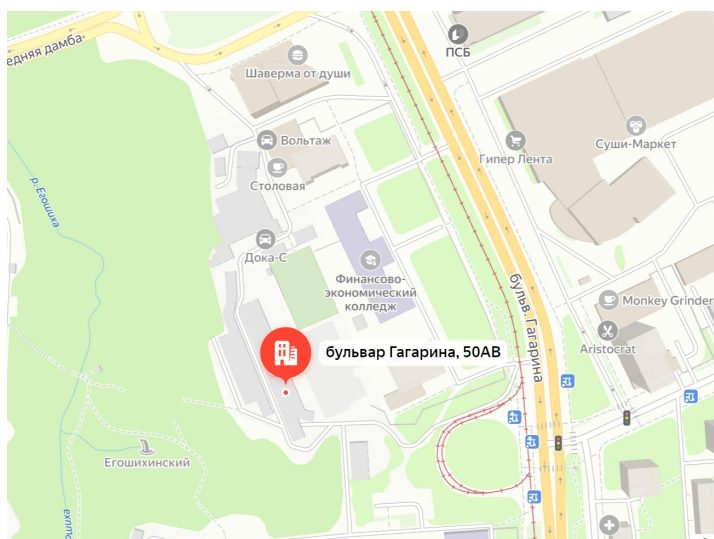 едняя дамба
ПСБ
Шаверма от души
Вольтаж
Гипер Лента
Суши-Маркет
Столовая
р. Егошиха
Дока-С
Финансово-
экономический
колледж
бульв. Гагарина
Monkey Grinder
бульвар Гагарина, 50АВ
Aristocrat
Егошихинский